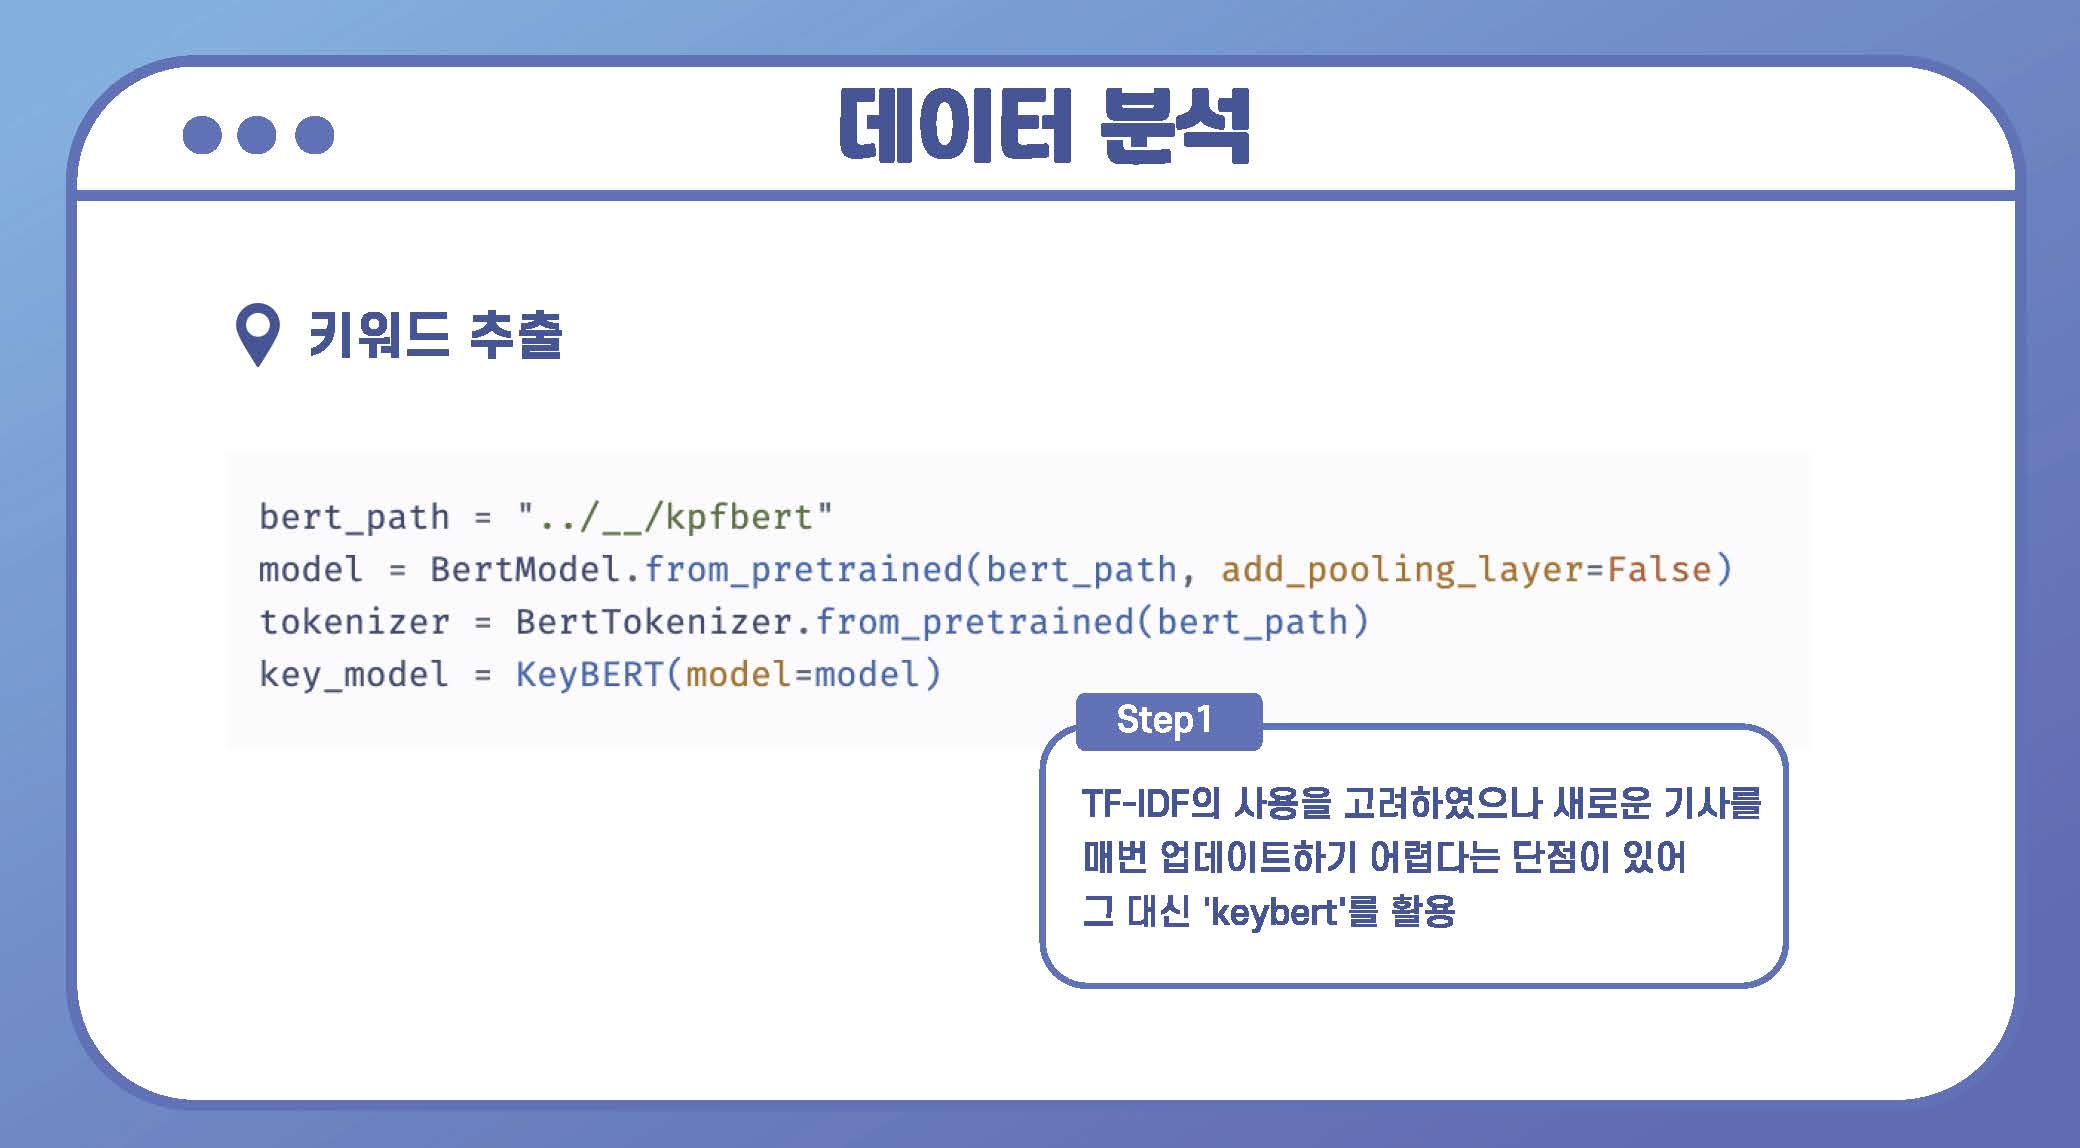 데이터 분석
키워드 추출
bert_path = "../__/kpfbert"
model = BertModel.from_pretrained(bert_path, add_pooling_layer=False)
tokenizer = BertTokenizer.from_pretrained(bert_path)
key_model = KeyBERT(model=model)
Step1
TF-IDF의 사용을 고려하였으나 새로운 기사를
매번 업데이트하기 어렵다는 단점이 있어
그 대신 'keybert'를 활용